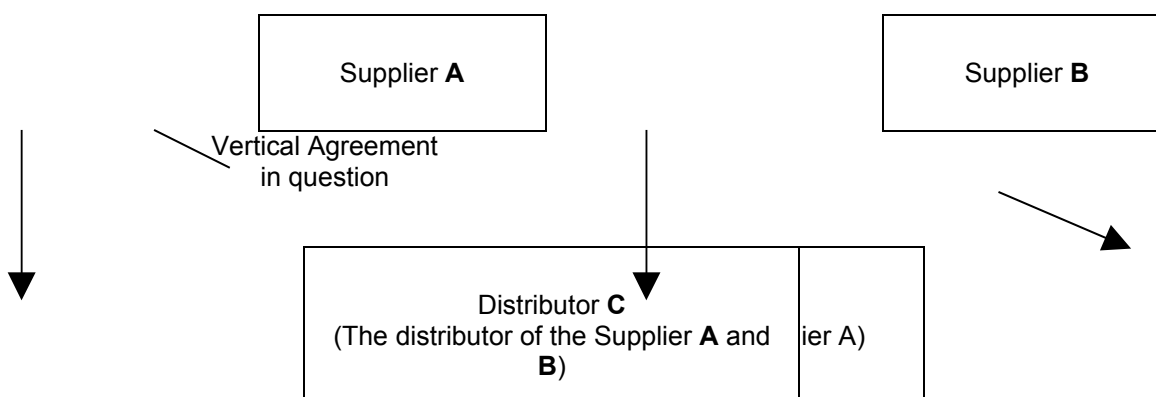 Supplier A
Supplier B
Vertical Agreement
in question
Distributor C
(The distributor of the Supplier A and
B)
ier A)